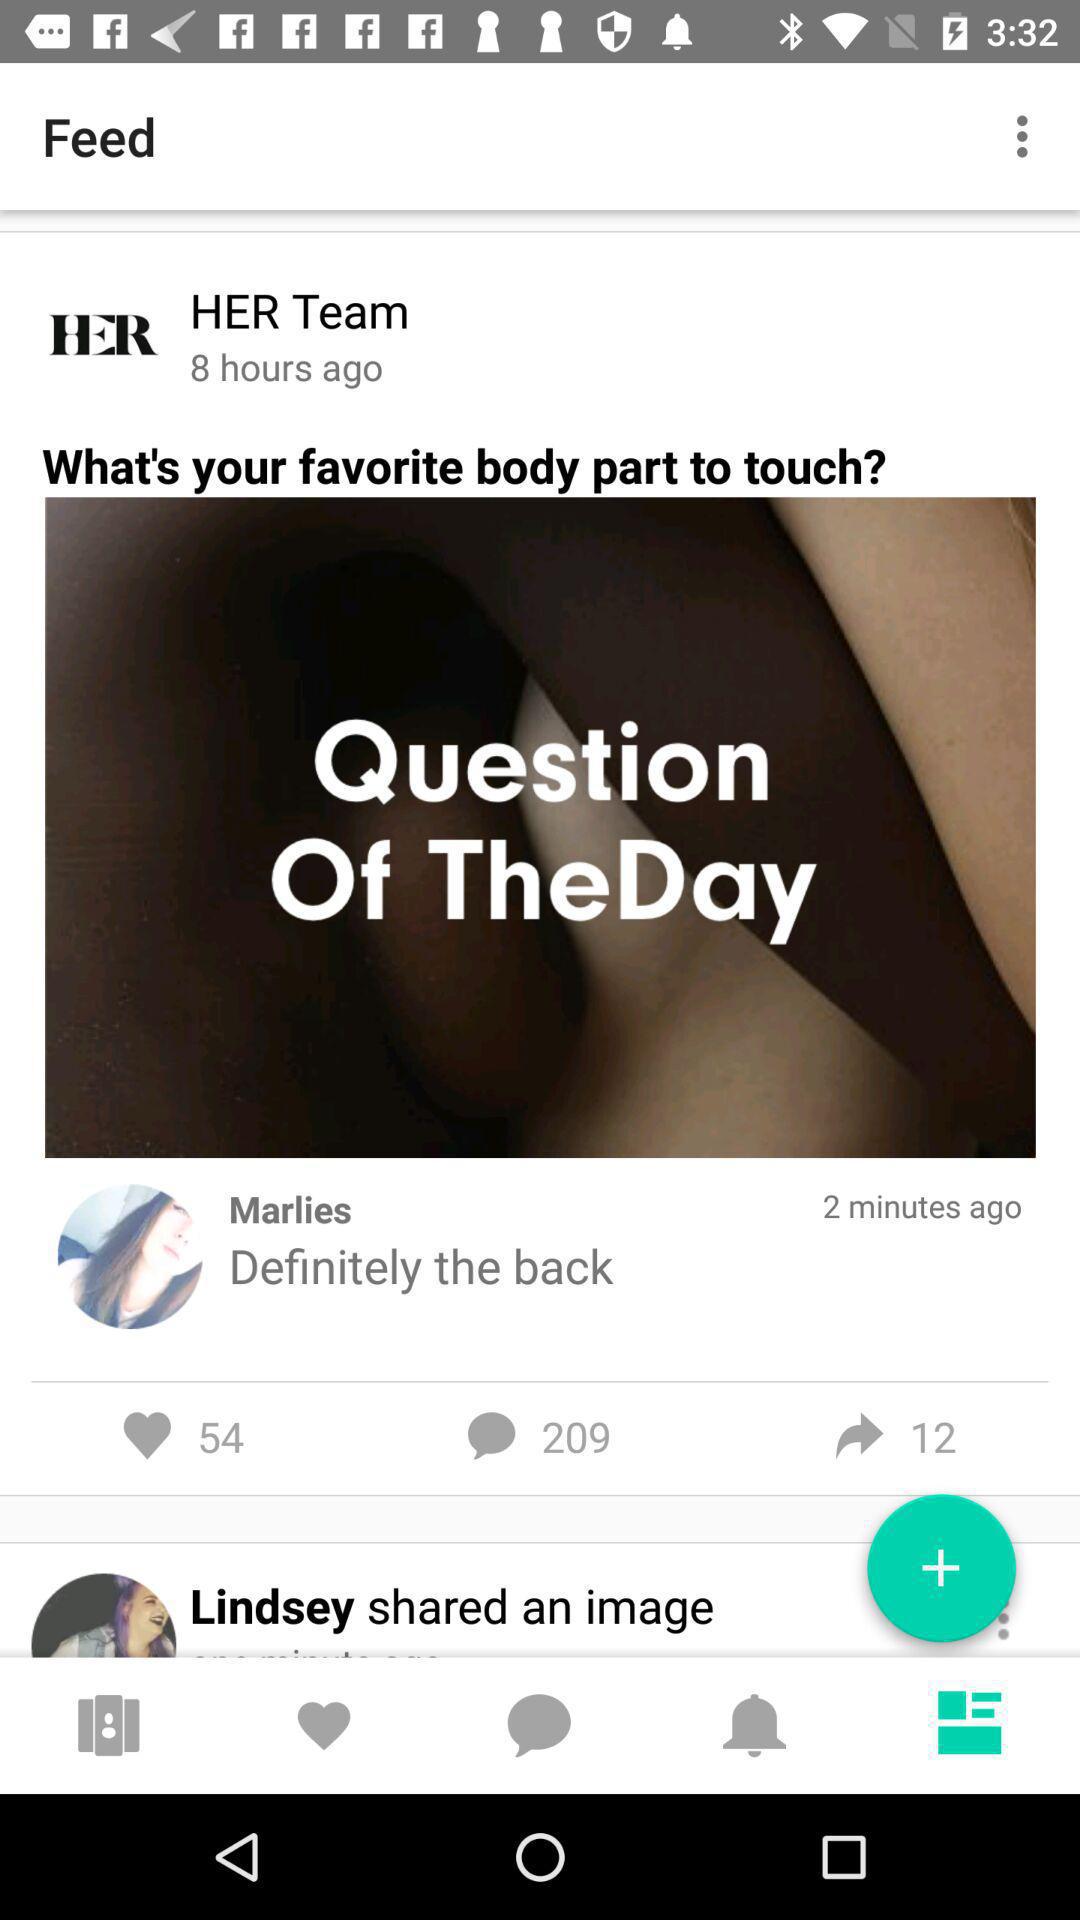 3:32
Feed
HER
HER Team
8 hours ago
What's your favorite body part to touch?
Question
Of TheDay
Marlies
2 minutes ago
Definitely the back
54
209
12
+
Lindsey shared an image